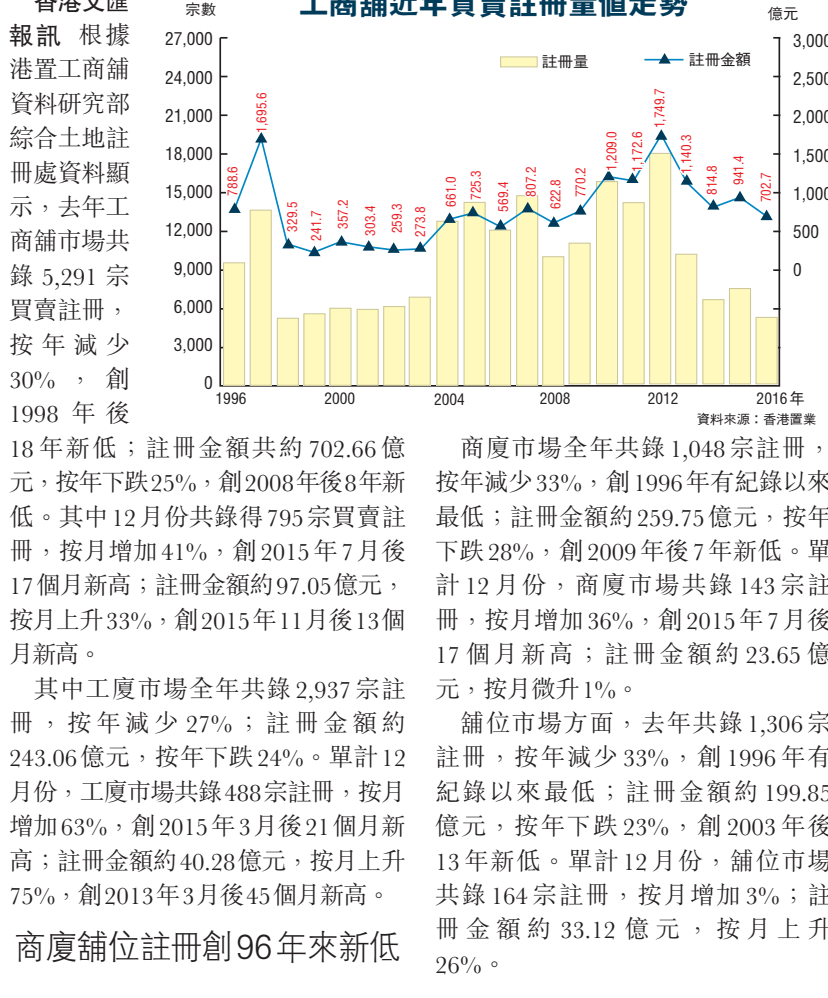 工商舖近年買賣註冊量值走勢
宗數
億元
27,000
24,000
21,000
18,000
15,000
12,000
9,000
6,000
3,000
0
註冊量
註冊金額
3,000
2,500
2,000
1,500
1,000
500
0
788.6
1,695.6
329.5
241.7
357.2
303.4
259.3
273.8
661.0
725.3
569.4
807.2
622.8
770.2
1,209.0
1,172.6
1,749.7
1,140.3
814.8
941.4
702.7
1996
2000
2004
2008
2012
2016年
資料來源：香港置業
香港文匯
報訊 根據
港置工商舖
資料研究部
綜合土地註
冊處資料顯
示，去年工
商舖市場共
錄 5,291 宗
買賣註冊，
按年減少
30%，創
1998 年後
18年新低；註冊金額共約702.66億
元，按年下跌25%，創2008年後8年新
低。其中12月份共錄得795宗買賣註
冊，按月增加41%，創2015年7月後
17個月新高；註冊金額約97.05億元，
按月上升33%，創2015年11月後13個
月新高。
其中工廈市場全年共錄2,937宗註
冊，按年減少27%；註冊金額約
243.06億元，按年下跌24%。單計12
月份，工廈市場共錄488宗註冊，按月
增加63%，創2015年3月後21個月新
高；註冊金額約40.28億元，按月上升
75%，創2013年3月後45個月新高。
商廈舖位註冊創96年來新低
商廈市場全年共錄1,048宗註冊，
按年減少33%，創1996年有紀錄以來
最低；註冊金額約259.75億元，按年
下跌28%，創2009年後7年新低。單
計12月份，商廈市場共錄143宗註
冊，按月增加36%，創2015年7月後
17個月新高；註冊金額約23.65億
元，按月微升1%。
舖位市場方面，去年共錄1,306宗
註冊，按年減少33%，創1996年有
紀錄以來最低；註冊金額約199.85
億元，按年下跌23%，創2003年後
13年新低。單計12月份，舖位市場
共錄164宗註冊，按月增加3%；註
冊金額約33.12億元，按月上升
26%。